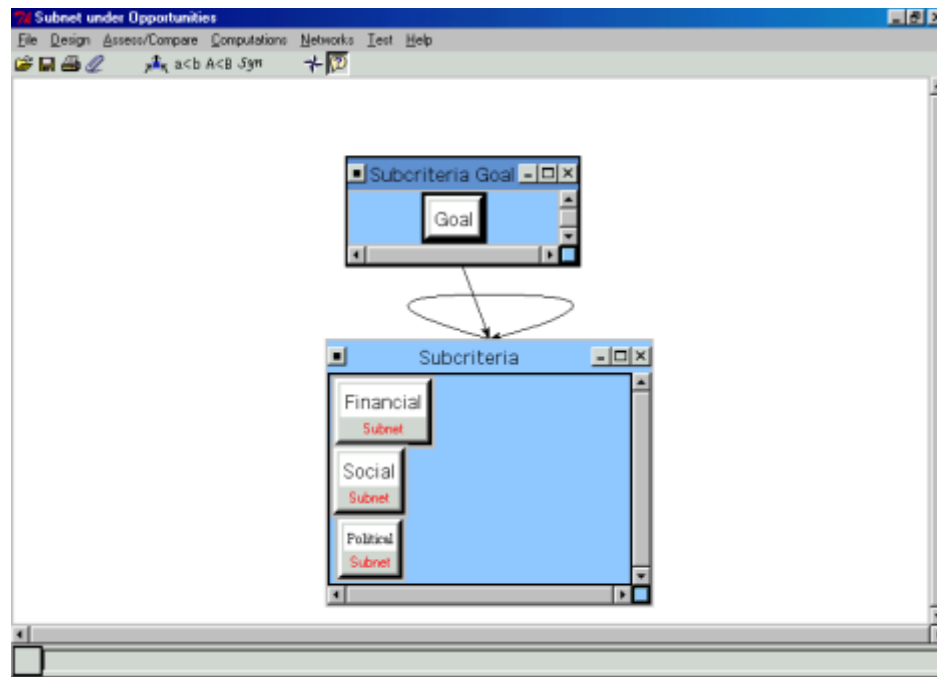 Subnet under Opportunities
File Design Assess/Compare Computations Networks Test Help
a<b A<B Syn
Subcriteria Goal
Goal
Subcriteria
Financial
Subnet
Social
Subnet
Political
Subnet